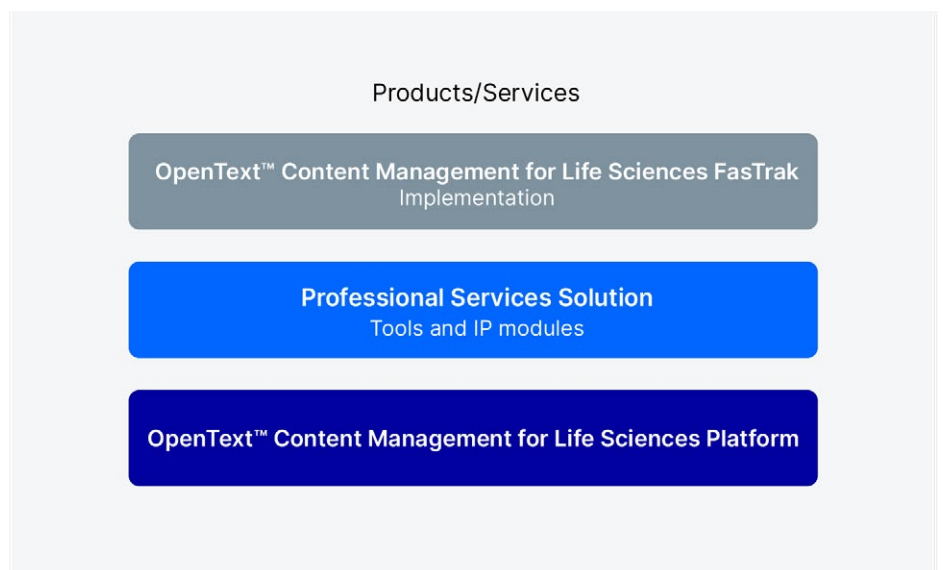 Products/Services
OpenText™ Content Management for Life Sciences FasTrak
Implementation
Professional Services Solution
Tools and IP modules
OpenText™ Content Management for Life Sciences Platform